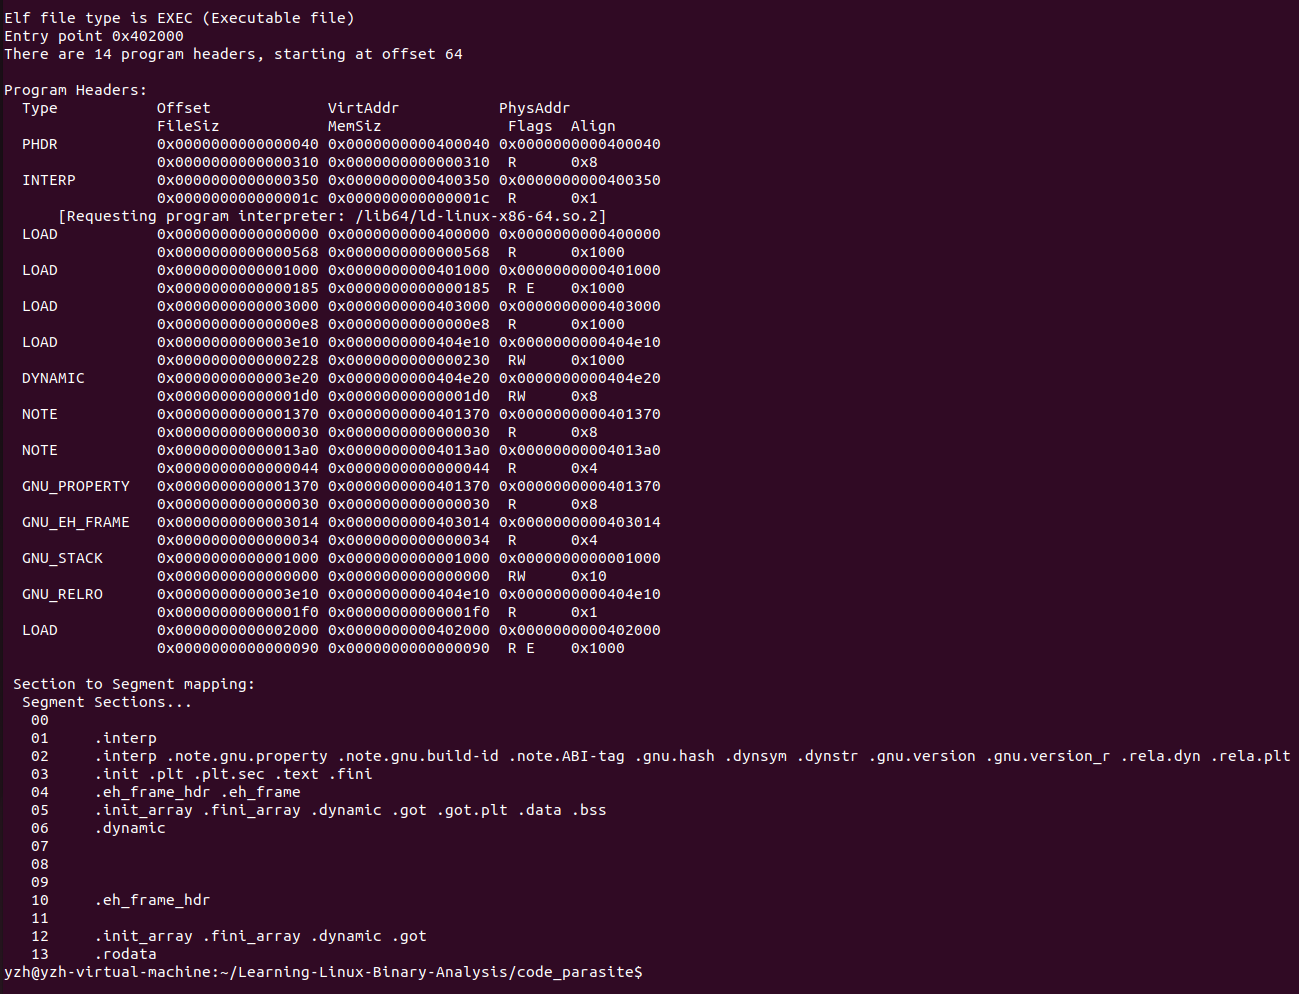 Elf file type is EXEC (Executable file)
Entry point 0x402000
There are 14 program headers, starting at offset 64

Program Headers:
  Type           Offset             VirtAddr           PhysAddr
                 FileSiz            MemSiz              Flags  Align
  PHDR           0x0000000000000040 0x0000000000400040 0x0000000000400040
                 0x0000000000000310 0x0000000000000310  R      0x8
  INTERP         0x0000000000000350 0x0000000000400350 0x0000000000400350
                 0x000000000000001c 0x000000000000001c  R      0x1
      [Requesting program interpreter: /lib64/ld-linux-x86-64.so.2]
  LOAD           0x0000000000000000 0x0000000000400000 0x0000000000400000
                 0x0000000000000568 0x0000000000000568  R      0x1000
  LOAD           0x0000000000001000 0x0000000000401000 0x0000000000401000
                 0x0000000000000185 0x0000000000000185  R E    0x1000
  LOAD           0x0000000000003000 0x0000000000403000 0x0000000000403000
                 0x00000000000000e8 0x00000000000000e8  R      0x1000
  LOAD           0x0000000000003e10 0x0000000000404e10 0x0000000000404e10
                 0x0000000000000228 0x0000000000000230  RW     0x1000
  DYNAMIC        0x0000000000003e20 0x0000000000404e20 0x0000000000404e20
                 0x00000000000001d0 0x00000000000001d0  RW     0x8
  NOTE           0x0000000000001370 0x0000000000401370 0x0000000000401370
                 0x0000000000000030 0x0000000000000030  R      0x8
  NOTE           0x00000000000013a0 0x00000000004013a0 0x00000000004013a0
                 0x0000000000000044 0x0000000000000044  R      0x4
  GNU_PROPERTY   0x0000000000001370 0x0000000000401370 0x0000000000401370
                 0x0000000000000030 0x0000000000000030  R      0x8
  GNU_EH_FRAME   0x0000000000003014 0x0000000000403014 0x0000000000403014
                 0x0000000000000034 0x0000000000000034  R      0x4
  GNU_STACK      0x0000000000001000 0x0000000000001000 0x0000000000001000
                 0x0000000000000000 0x0000000000000000  RW     0x10
  GNU_RELRO      0x0000000000003e10 0x0000000000404e10 0x0000000000404e10
                 0x00000000000001f0 0x00000000000001f0  R      0x1
  LOAD           0x0000000000002000 0x0000000000402000 0x0000000000402000
                 0x0000000000000090 0x0000000000000090  R E    0x1000

 Section to Segment mapping:
  Segment Sections...
   00
   01     .interp
   02     .interp .note.gnu.property .note.gnu.build-id .note.ABI-tag .gnu.hash .dynsym .dynstr .gnu.version .gnu.version_r .rela.dyn .rela.plt
   03     .init .plt .plt.sec .text .fini
   04     .eh_frame_hdr .eh_frame
   05     .init_array .fini_array .dynamic .got .got.plt .data .bss
   06     .dynamic
   07
   08
   09
   10     .eh_frame_hdr
   11
   12     .init_array .fini_array .dynamic .got
   13     .rodata
yzh@yzh-virtual-machine:~/Learning-Linux-Binary-Analysis/code_parasite$